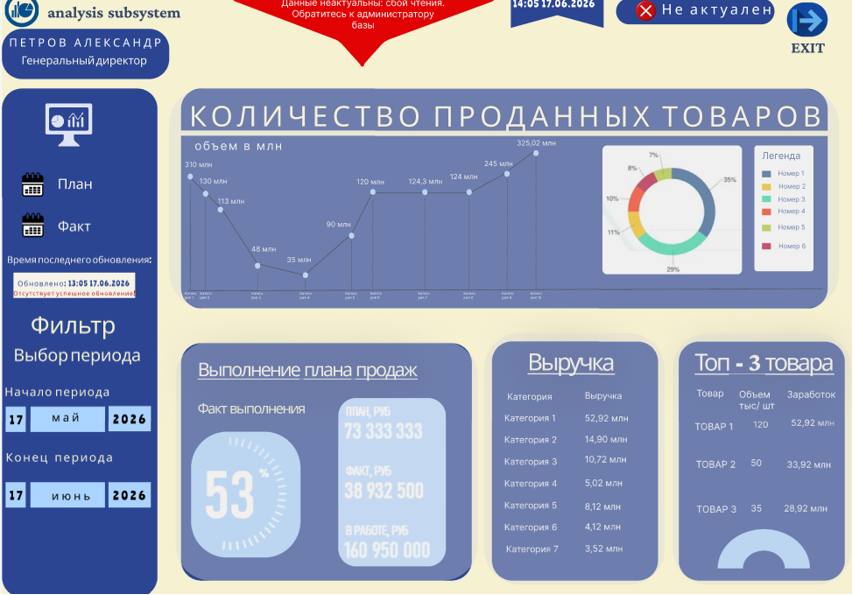 analysis subsystem
Данные неактуальны: сбой чтения.
Обратитесь к администратору
базы
14:05 17.06.2026
Не актуален
EXIT
ПЕТРОВ АЛЕКСАНДР
Генеральный директор
План
Факт
Время последнего обновления:
Обновлено: 13:05 17.06.2026
Отсутствует успешное обновление!
Фильтр
Выбор периода
Начало периода
17 май 2026
Конец периода
17 июнь 2026
КОЛИЧЕСТВО ПРОДАННЫХ ТОВАРОВ
объем в млн
310 млн
130 млн
113 млн
48 млн
35 млн
90 млн
120 млн
124,3 млн
124 млн
245 млн
325,02 млн
7%
8%
10%
11%
29%
35%
Легенда
Номер 1
Номер 2
Номер 3
Номер 4
Номер 5
Номер 6
Выполнение плана продаж
Факт выполнения
53 %
ПЛАН, РУБ
73 333 333
ФАКТ, РУБ
38 932 500
В РАБОТЕ, РУБ
160 950 000
Выручка
Категория Выручка
Категория 1 52,92 млн
Категория 2 14,90 млн
Категория 3 10,72 млн
Категория 4 5,02 млн
Категория 5 8,12 млн
Категория 6 4,12 млн
Категория 7 3,52 млн
Топ - 3 товара
Товар Объем тыс/ шт Заработок
ТОВАР 1 120 52,92 млн
ТОВАР 2 50 33,92 млн
ТОВАР 3 35 28,92 млн